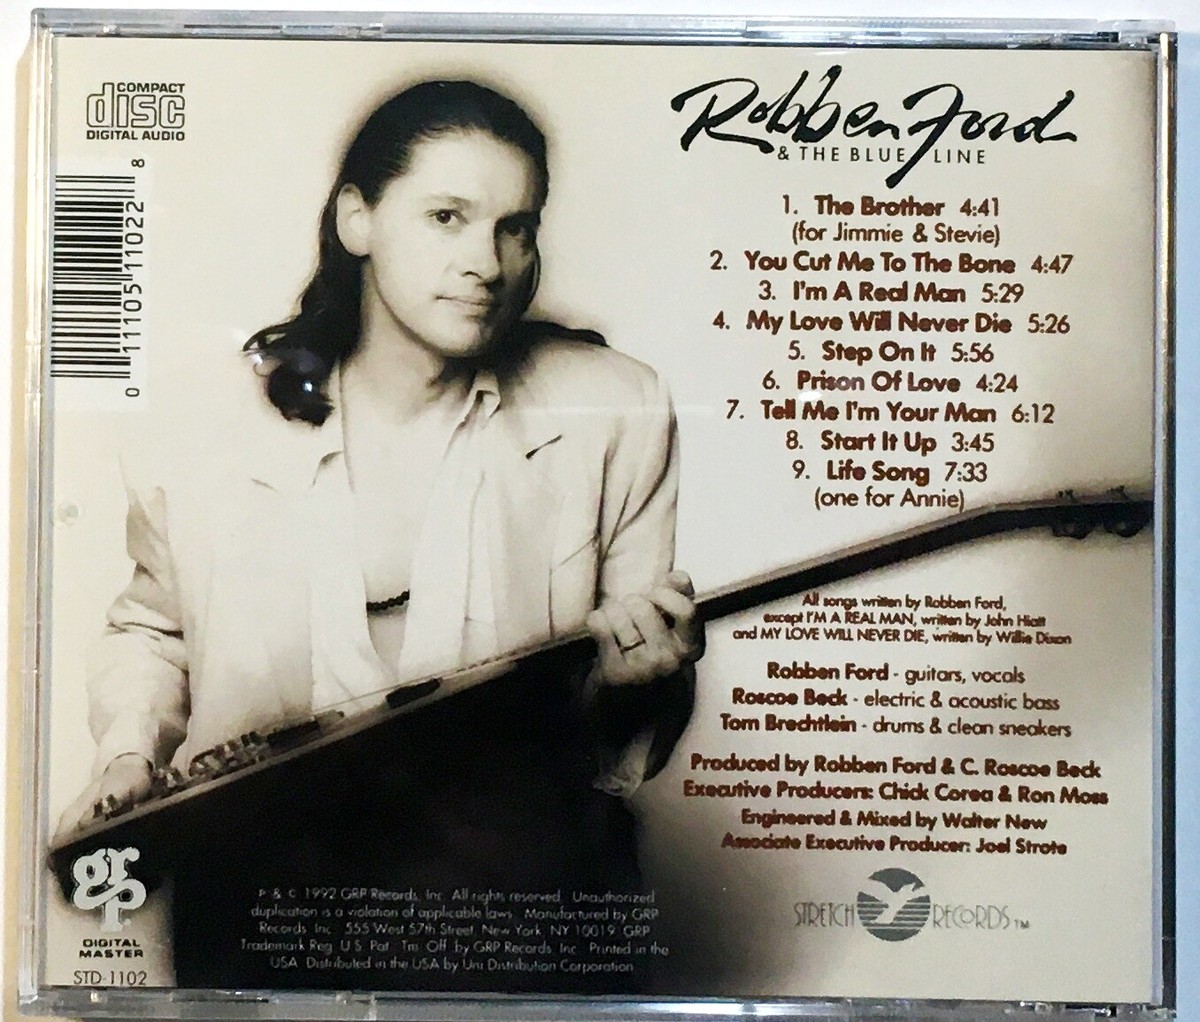 COMPACT
disc
DIGITAL AUDIO
8
0 11105 11022
Robben Ford
& THE BLUE LINE
1. The Brother 4:41
(for Jimmie & Stevie)
2. You Cut Me To The Bone 4:47
3. I'm A Real Man 5:29
4. My Love Will Never Die 5:26
5. Step On It 5:56
6. Prison Of Love 4:24
7. Tell Me I'm Your Man 6:12
8. Start It Up 3:45
9. Life Song 7:33
(one for Annie)
All songs written by Robben Ford,
except I'M A REAL MAN, written by John Hiatt
and MY LOVE WILL NEVER DIE, written by Willie Dixon
Robben Ford - guitars, vocals
Roscoe Beck - electric & acoustic bass
Tom Brechtlein - drums & clean sneakers
Produced by Robben Ford & C. Roscoe Beck
Executive Producers: Chick Corea & Ron Moss
Engineered & Mixed by Walter New
Associate Executive Producer: Joel Strote
STRETCH RECORDS TM
grp
DIGITAL
MASTER
STD-1102
P & C 1992 GRP Records, Inc. All rights reserved. Unauthorized
duplication is a violation of applicable laws. Manufactured by GRP
Records Inc. 555 West 57th Street, New York, NY 10019. GRP
Trademark Reg. U.S. Pat. Tm. Off. by GRP Records, Inc. Printed in the
USA. Distributed in the USA by Uni Distribution Corporation